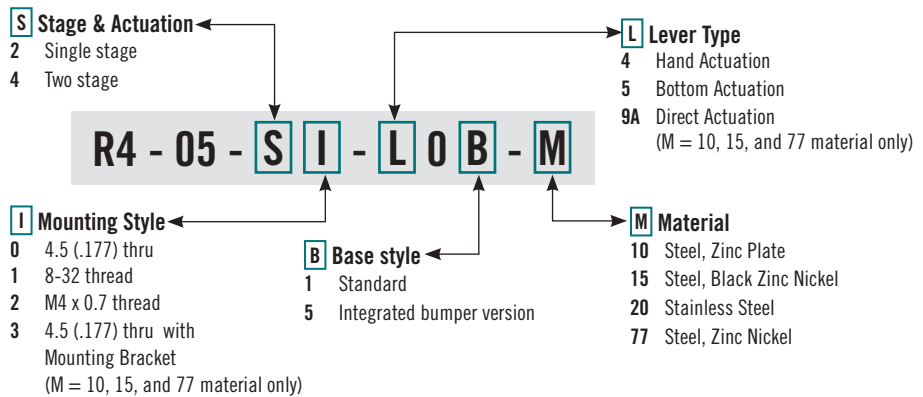 S Stage & Actuation
2 Single stage
4 Two stage
L Lever Type
4 Hand Actuation
5 Bottom Actuation
9A Direct Actuation
(M = 10, 15, and 77 material only)
R4 - 05 - S I - L 0 B - M
I Mounting Style
0 4.5 (.177) thru
1 8-32 thread
2 M4 x 0.7 thread
3 4.5 (.177) thru with
Mounting Bracket
(M = 10, 15, and 77 material only)
B Base style
1 Standard
5 Integrated bumper version
M Material
10 Steel, Zinc Plate
15 Steel, Black Zinc Nickel
20 Stainless Steel
77 Steel, Zinc Nickel